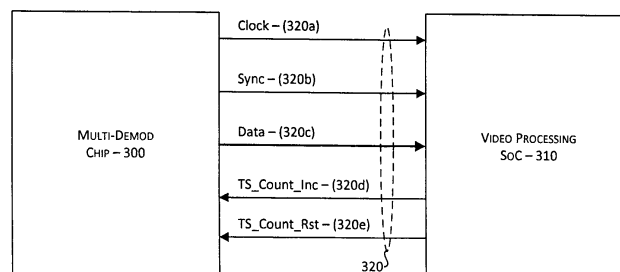 Clock – (320a)
Sync – (320b)
Data – (320c)
MULTI-DEMOD
CHIP – 300
VIDEO PROCESSING
SOC – 310
TS_Count_Inc – (320d)
TS_Count_Rst – (320e)
320